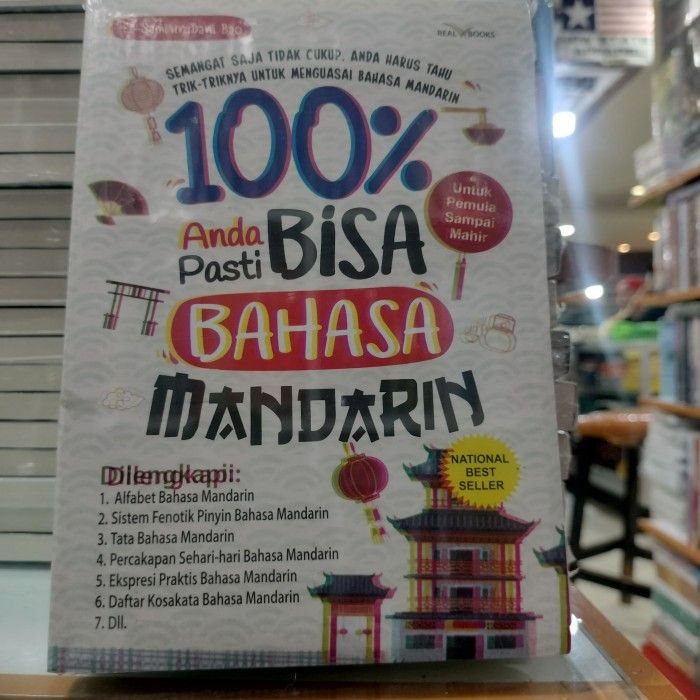 REAL BOOKS
SEMANGAT SAJA TIDAK CUKUP, ANDA HARUS TAHU
TRIK-TRIKNYA UNTUK MENGUASAI BAHASA MANDARIN
100%
Untuk
Pemula
Sampai
Mahir
Anda
Pasti BiSA
BAHASA
MANDARIN
NATIONAL
BEST
SELLER
Dilengkapi:
1. Alfabet Bahasa Mandarin
2. Sistem Fenotik Pinyin Bahasa Mandarin
3. Tata Bahasa Mandarin
4. Percakapan Sehari-hari Bahasa Mandarin
5. Ekspresi Praktis Bahasa Mandarin
6. Daftar Kosakata Bahasa Mandarin
7. Dll.